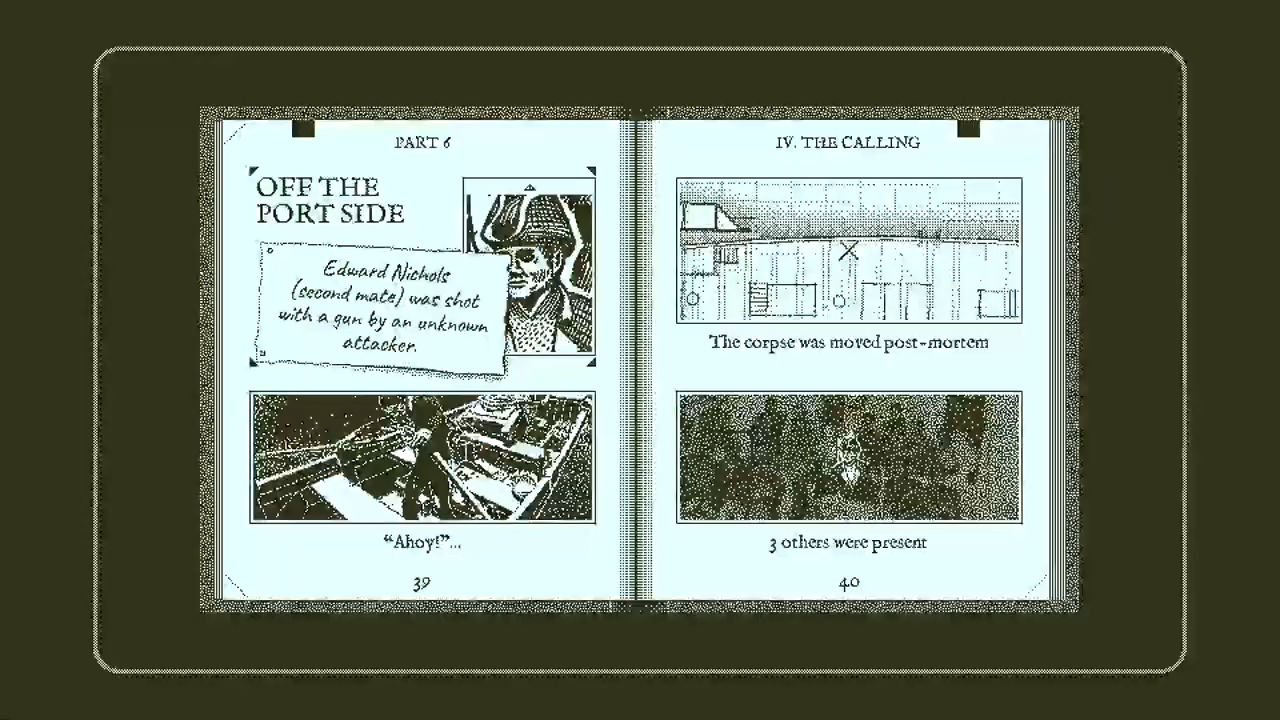 PART 6
OFF THE
PORT SIDE
Edward Nichols
(second mate) was shot
with a gun by an unknown
attacker.
“Ahoy!”...
39
IV. THE CALLING
The corpse was moved post-mortem
3 others were present
40